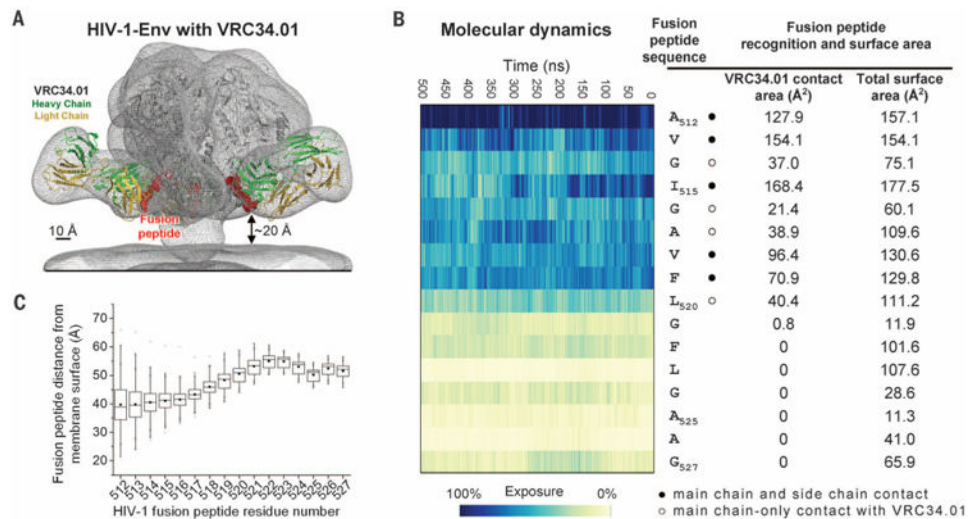 A
HIV-1-Env with VRC34.01
VRC34.01
Heavy Chain
Light Chain
Fusion
peptide
10 Å
~20 Å
B
Molecular dynamics
Time (ns)
500 450 400 350 300 250 200 150 100 50 0
Fusion
peptide
sequence
Fusion peptide
recognition and surface area
VRC34.01 contact
area (Å²)
Total surface
area (Å²)
A512 ● 127.9 157.1
V ● 154.1 154.1
G ○ 37.0 75.1
I515 ● 168.4 177.5
G ○ 21.4 60.1
A ○ 38.9 109.6
V ● 96.4 130.6
F ● 70.9 129.8
L520 ○ 40.4 111.2
G 0.8 11.9
F 0 101.6
L 0 107.6
G 0 28.6
A525 0 11.3
A 0 41.0
G527 0 65.9
100% Exposure 0%
● main chain and side chain contact
○ main chain-only contact with VRC34.01
C
Fusion peptide distance from
membrane surface (Å)
70
60
50
40
30
20
512 513 514 515 516 517 518 519 520 521 522 523 524 525 526 527
HIV-1 fusion peptide residue number